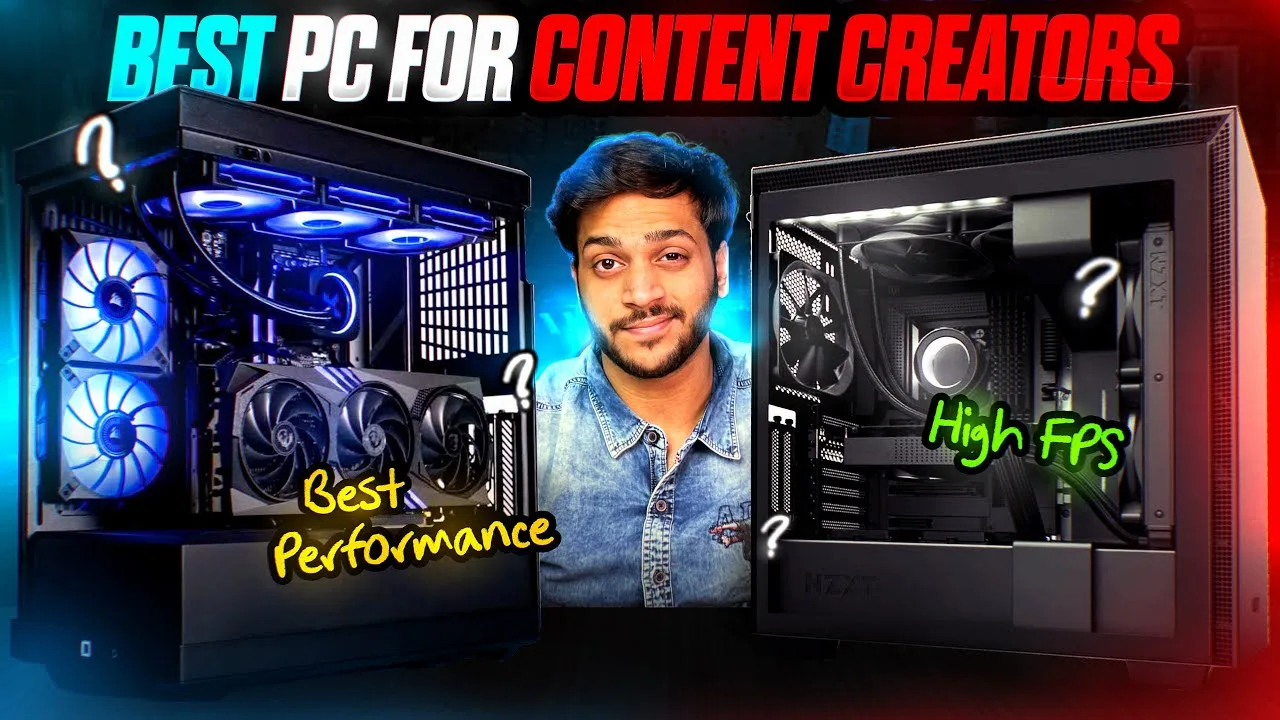 BEST PC FOR CONTENT CREATORS
?
?
?
NZXT
High FPS
Best
Performance
?
NZXT